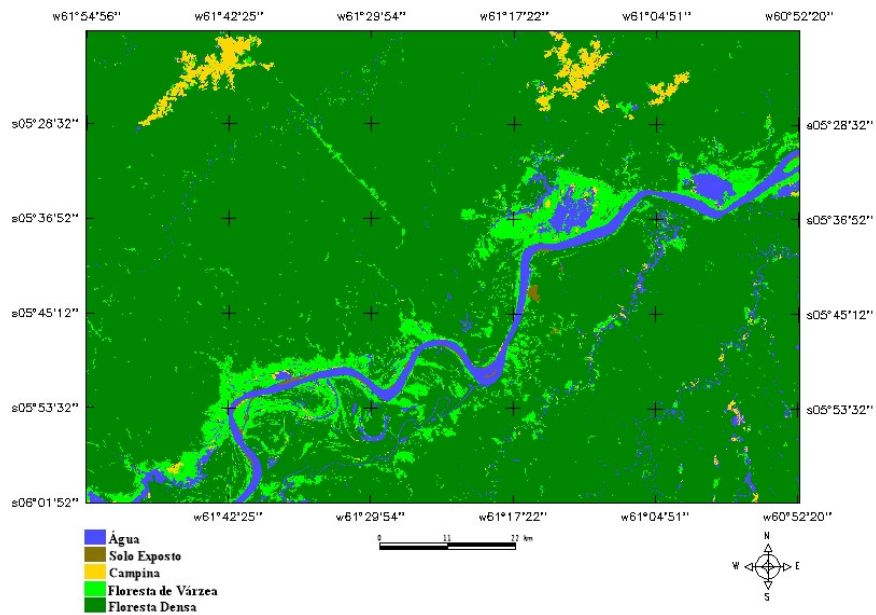 w61°54'56" w61°42'25" w61°29'54" w61°17'22" w61°04'51" w60°52'20"
s05°28'32" s05°28'32"
s05°36'52" s05°36'52"
s05°45'12" s05°45'12"
s05°53'32" s05°53'32"
s06°01'52"
w61°42'25" w61°29'54" w61°17'22" w61°04'51" w60°52'20"
0 11 22 km
Água
Solo Exposto
Campina
Floresta de Várzea
Floresta Densa
N
W E
S